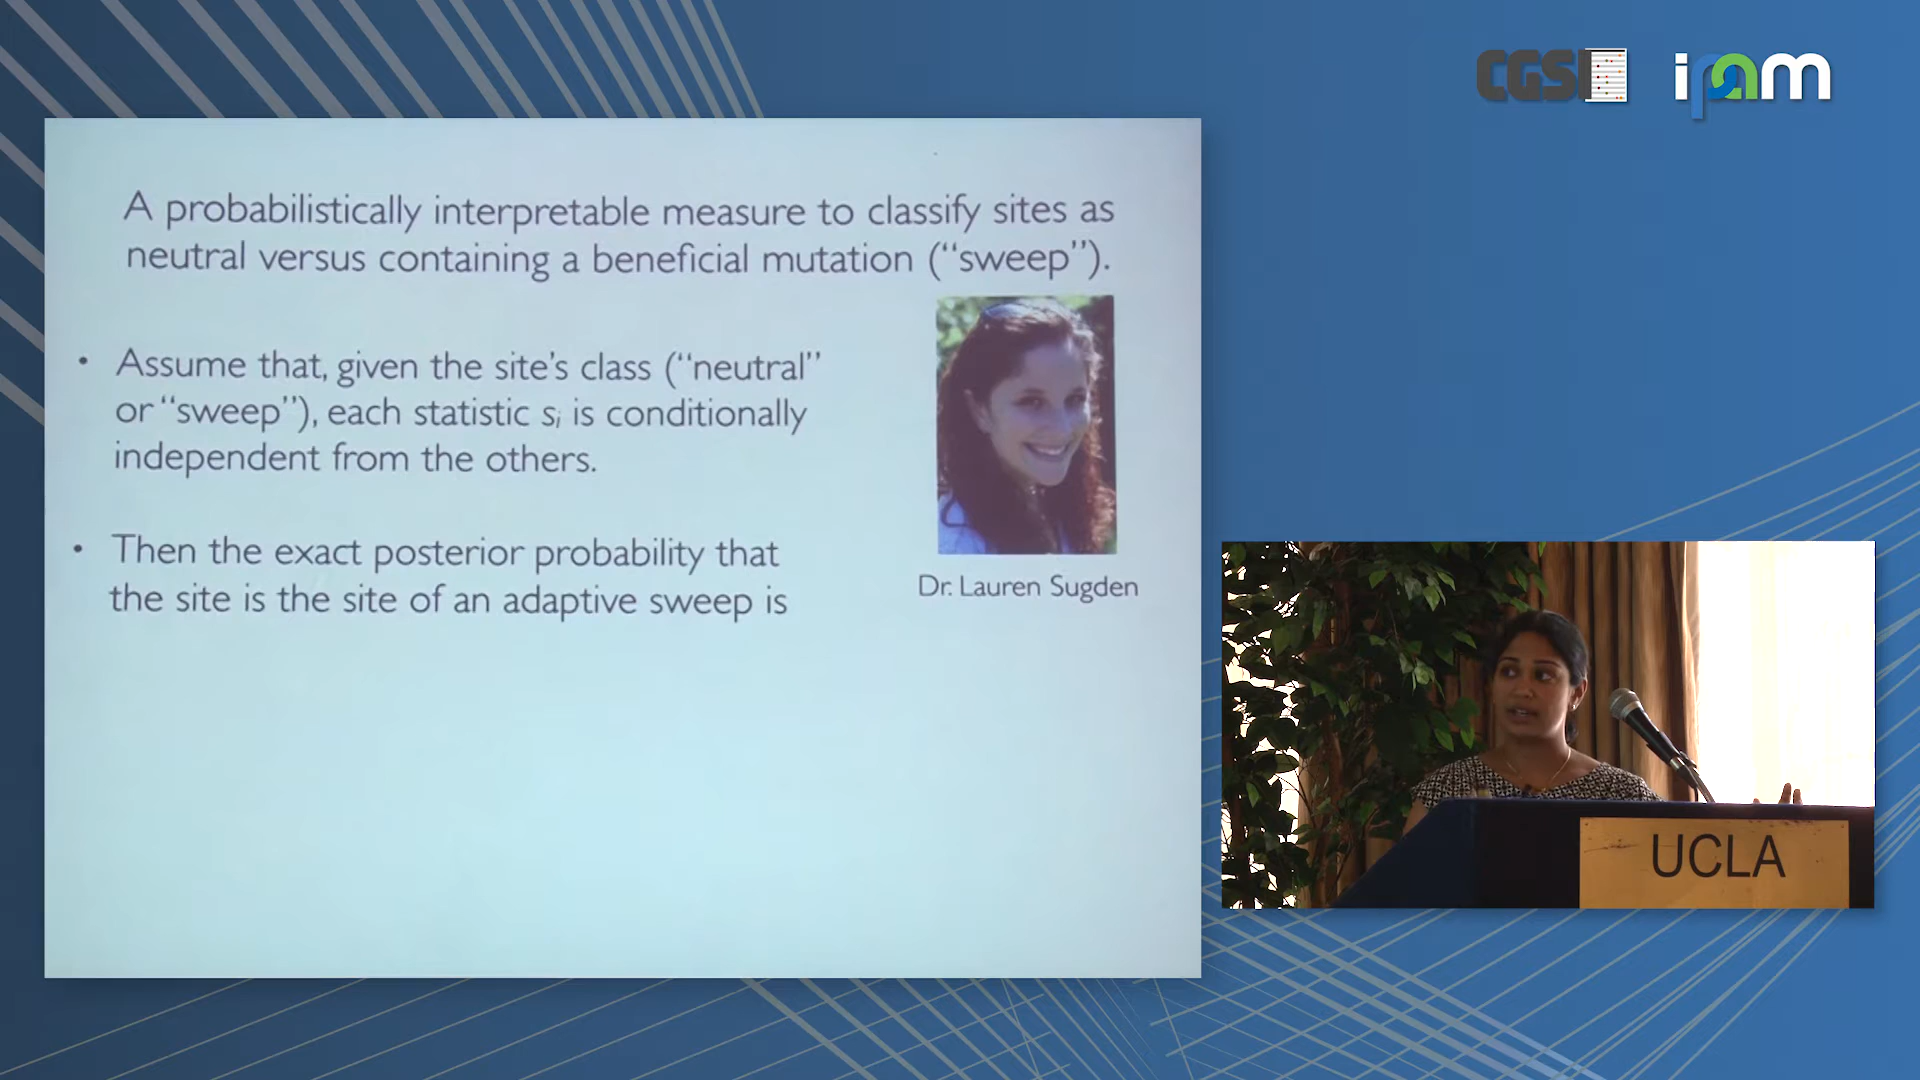 CGSI
ipam
A probabilistically interpretable measure to classify sites as
neutral versus containing a beneficial mutation (“sweep”).
• Assume that, given the site’s class (“neutral”
or “sweep”), each statistic si is conditionally
independent from the others.
• Then the exact posterior probability that
the site is the site of an adaptive sweep is
Dr. Lauren Sugden
UCLA